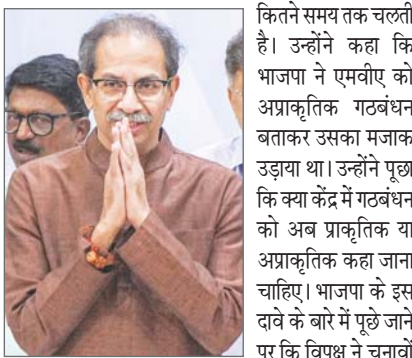 कितने समय तक चलती
है। उन्होंने कहा कि
भाजपा ने एमवीए को
अप्राकृतिक गठबंधन
बताकर उसका मजाक
उड़ाया था। उन्होंने पूछा
कि क्या केंद्र में गठबंधन
को अब प्राकृतिक या
अप्राकृतिक कहा जाना
चाहिए। भाजपा के इस
दावे के बारे में पूछे जाने
पर कि विपक्ष ने चुनावों